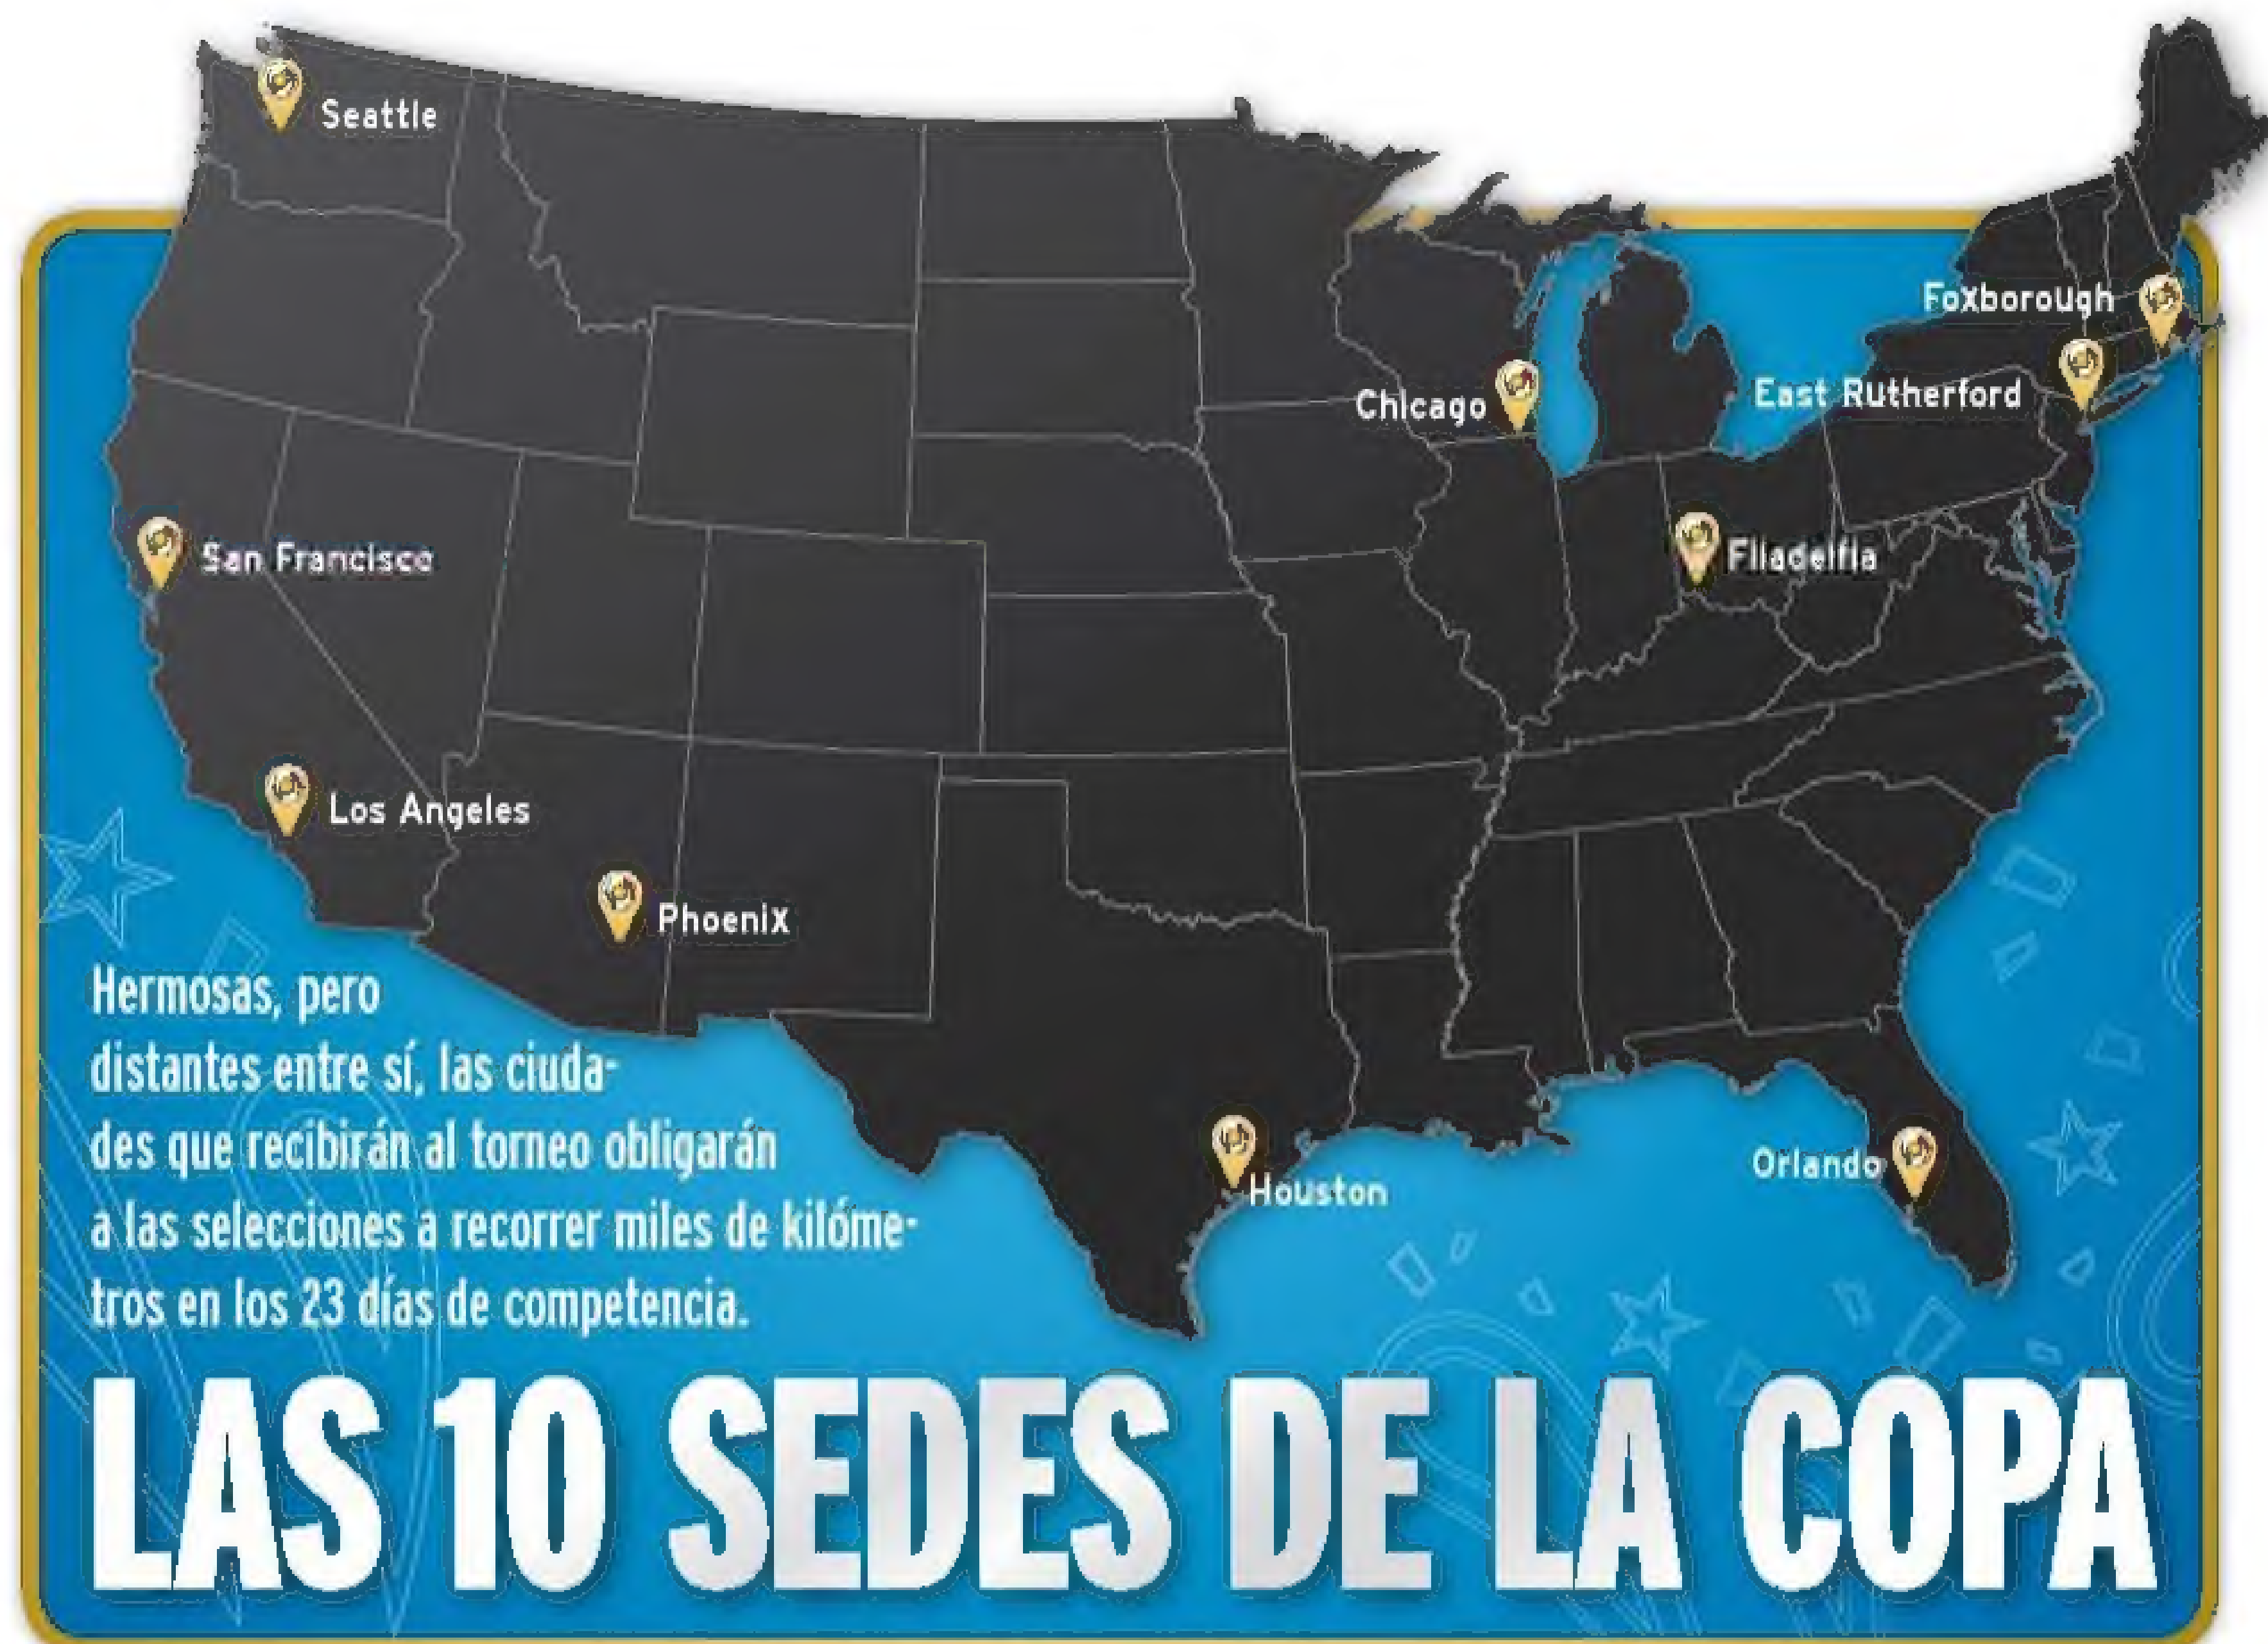 Seattle
Foxborough
East Rutherford
Chicago
San Francisco
Filadelfia
Los Angeles
Phoenix
Orlando
Houston
Hermosas, pero
distantes entre sí, las ciuda-
des que recibirán al torneo obligarán
a las selecciones a recorrer miles de kilóme-
tros en los 23 días de competencia.
LAS 10 SEDES DE LA COPA